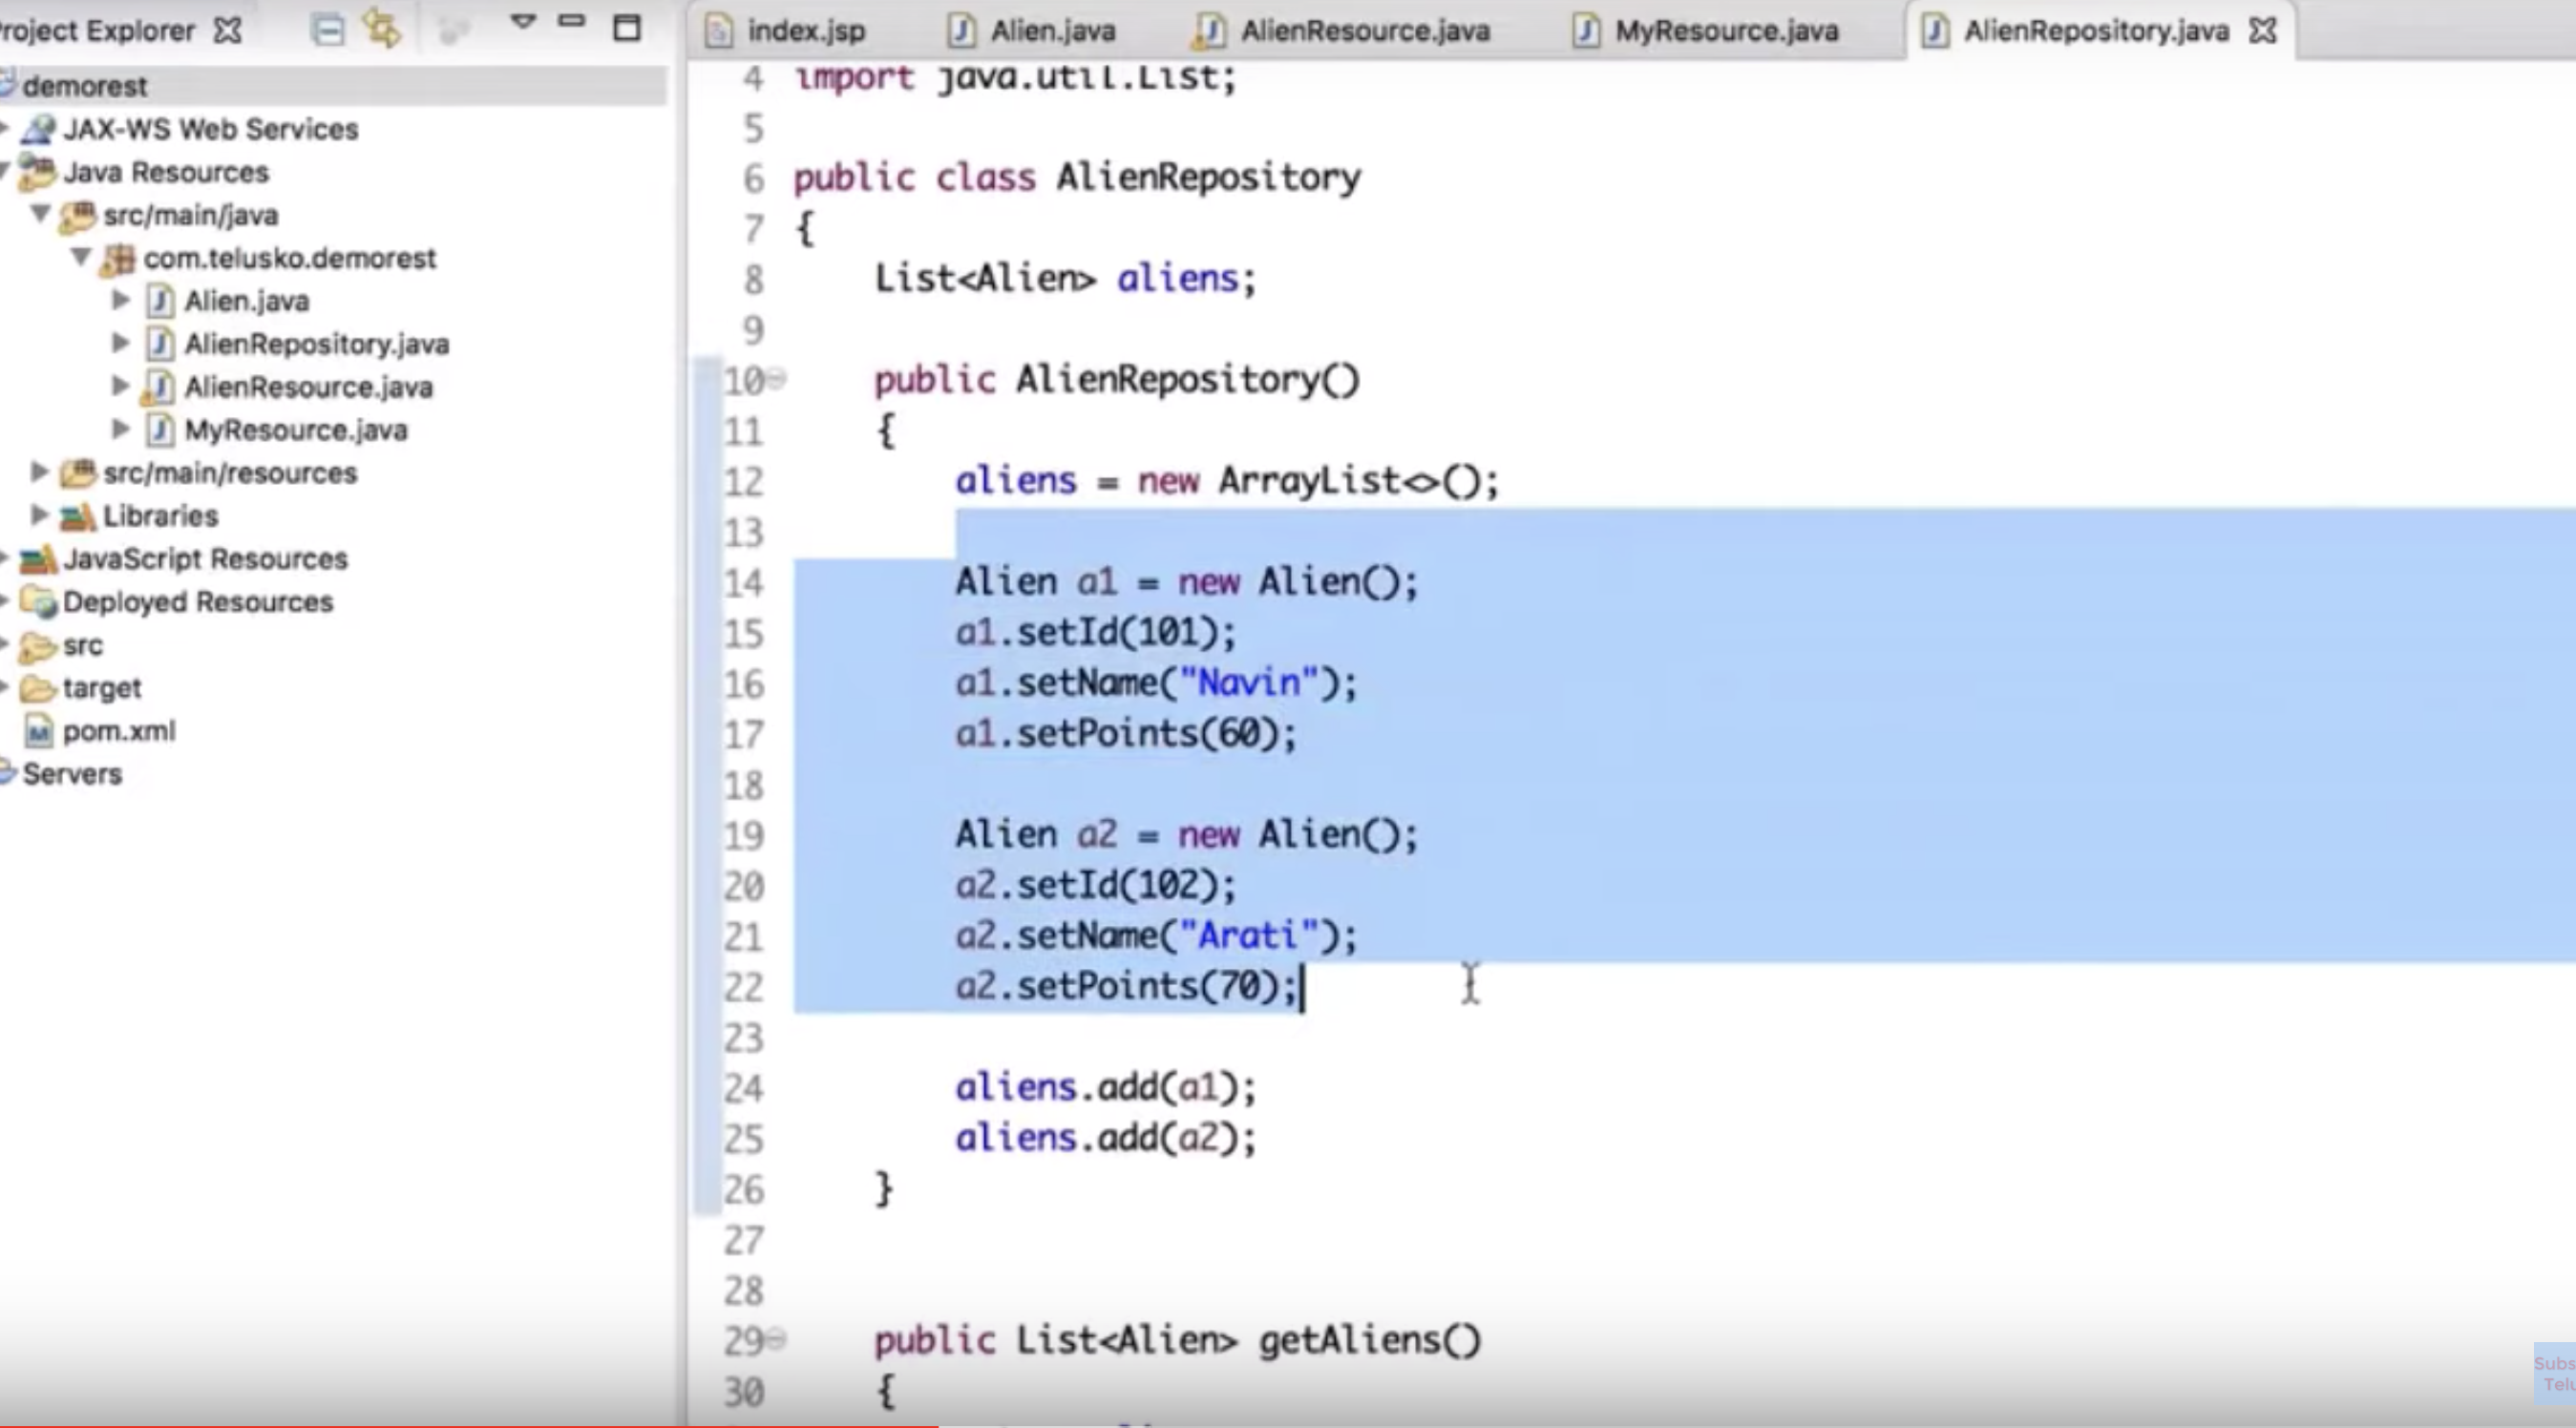 Project Explorer
index.jsp
Alien.java
AlienResource.java
MyResource.java
AlienRepository.java
demorest
JAX-WS Web Services
Java Resources
src/main/java
com.telusko.demorest
Alien.java
AlienRepository.java
AlienResource.java
MyResource.java
src/main/resources
Libraries
JavaScript Resources
Deployed Resources
src
target
pom.xml
Servers
4 import java.util.List;
5
6 public class AlienRepository
7 {
8 List<Alien> aliens;
9
10 public AlienRepository()
11 {
12 aliens = new ArrayList<>();
13
14 Alien a1 = new Alien();
15 a1.setId(101);
16 a1.setName("Navin");
17 a1.setPoints(60);
18
19 Alien a2 = new Alien();
20 a2.setId(102);
21 a2.setName("Arati");
22 a2.setPoints(70);
23
24 aliens.add(a1);
25 aliens.add(a2);
26 }
27
28
29 public List<Alien> getAliens()
30 {
Subs
Telu